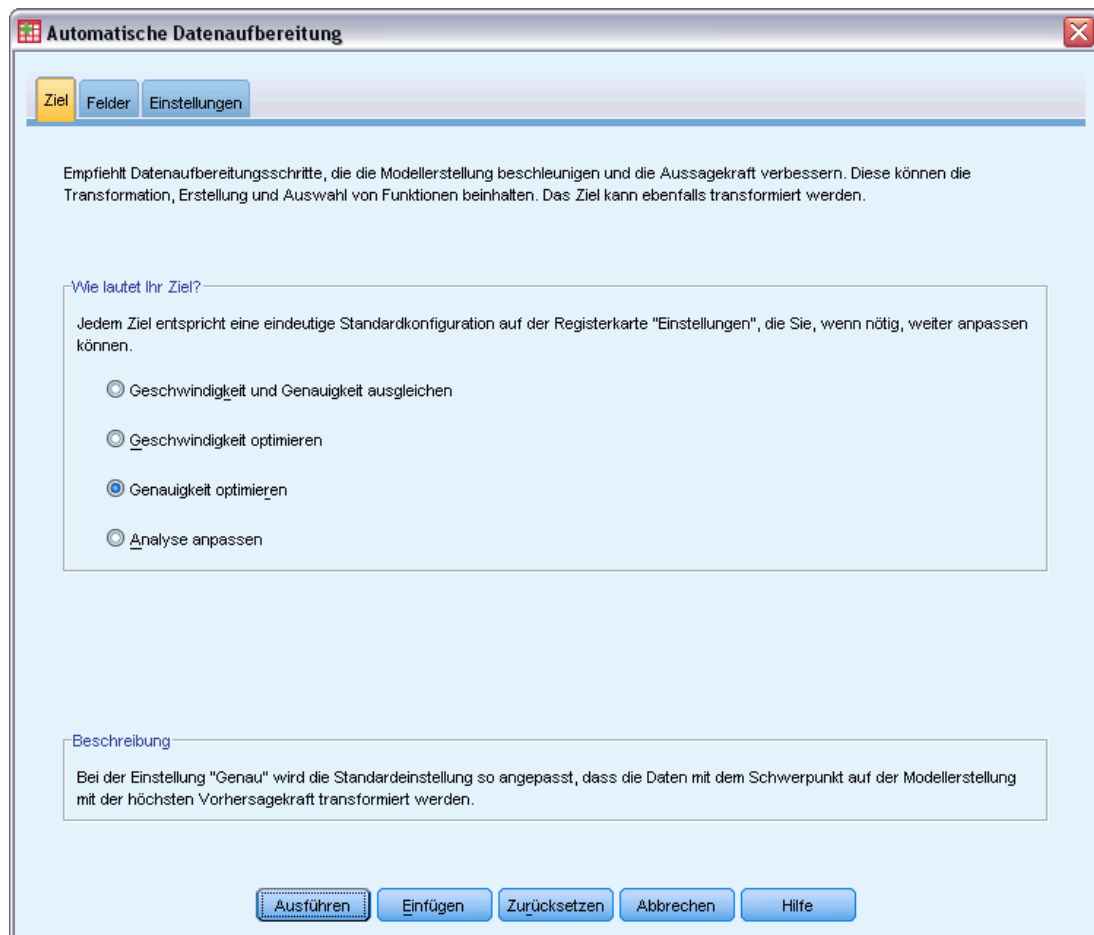 Automatische Datenaufbereitung
Ziel
Felder
Einstellungen
Empfiehlt Datenaufbereitungsschritte, die die Modellerstellung beschleunigen und die Aussagekraft verbessern. Diese können die
Transformation, Erstellung und Auswahl von Funktionen beinhalten. Das Ziel kann ebenfalls transformiert werden.
Wie lautet Ihr Ziel?
Jedem Ziel entspricht eine eindeutige Standardkonfiguration auf der Registerkarte "Einstellungen", die Sie, wenn nötig, weiter anpassen
können.
Geschwindigkeit und Genauigkeit ausgleichen
Geschwindigkeit optimieren
Genauigkeit optimieren
Analyse anpassen
Beschreibung
Bei der Einstellung "Genau" wird die Standardeinstellung so angepasst, dass die Daten mit dem Schwerpunkt auf der Modellerstellung
mit der höchsten Vorhersagekraft transformiert werden.
Ausführen
Einfügen
Zurücksetzen
Abbrechen
Hilfe